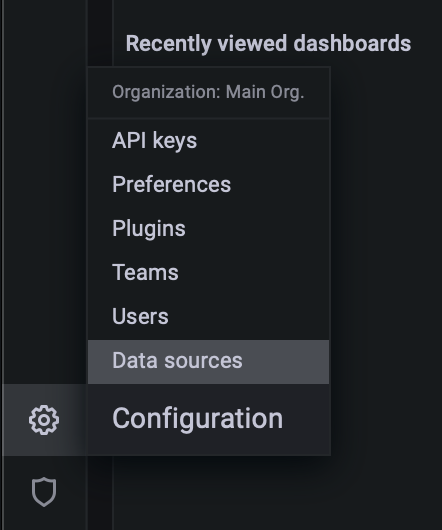 Recently viewed dashboards
Organization: Main Org.
API keys
Preferences
Plugins
Teams
Users
Data sources
Configuration